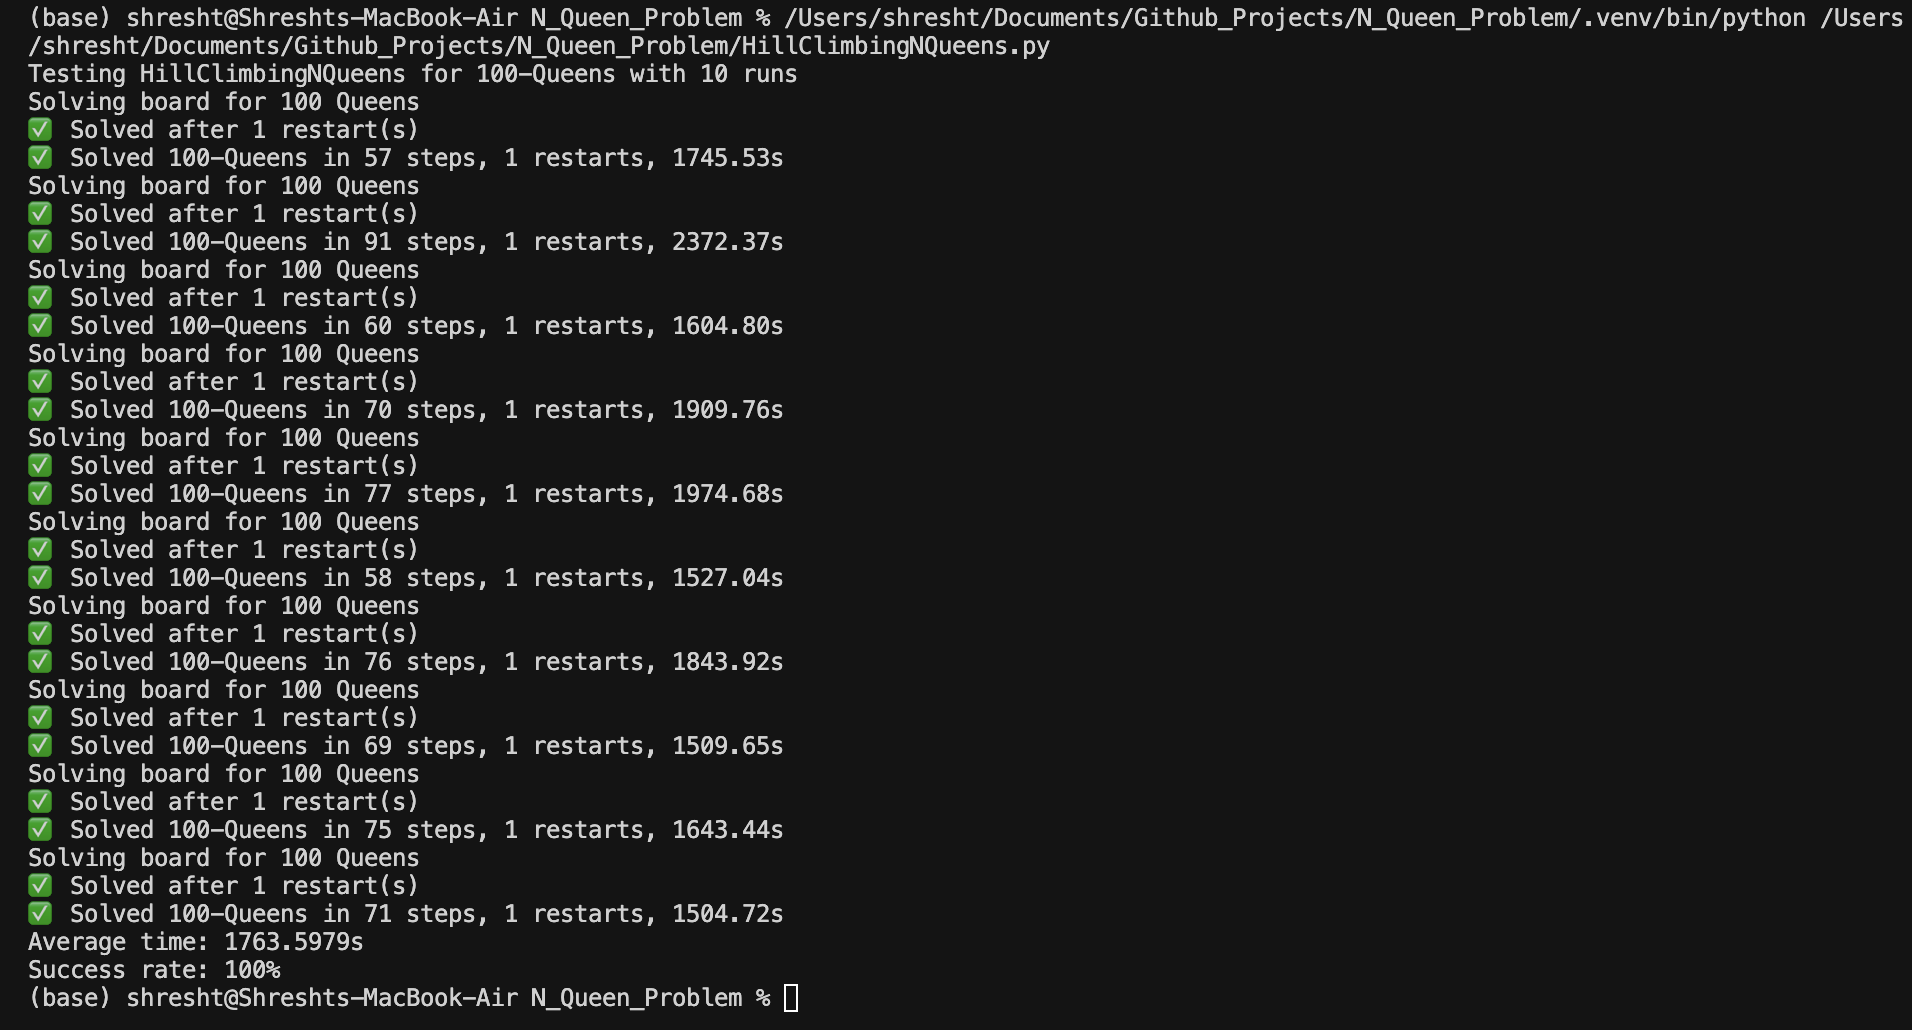 (base) shresht@Shreshts-MacBook-Air N_Queen_Problem % /Users/shresht/Documents/Github_Projects/N_Queen_Problem/.venv/bin/python /Users
/shresht/Documents/Github_Projects/N_Queen_Problem/HillClimbingNQueens.py
Testing HillClimbingNQueens for 100-Queens with 10 runs
Solving board for 100 Queens
✅ Solved after 1 restart(s)
✅ Solved 100-Queens in 57 steps, 1 restarts, 1745.53s
Solving board for 100 Queens
✅ Solved after 1 restart(s)
✅ Solved 100-Queens in 91 steps, 1 restarts, 2372.37s
Solving board for 100 Queens
✅ Solved after 1 restart(s)
✅ Solved 100-Queens in 60 steps, 1 restarts, 1604.80s
Solving board for 100 Queens
✅ Solved after 1 restart(s)
✅ Solved 100-Queens in 70 steps, 1 restarts, 1909.76s
Solving board for 100 Queens
✅ Solved after 1 restart(s)
✅ Solved 100-Queens in 77 steps, 1 restarts, 1974.68s
Solving board for 100 Queens
✅ Solved after 1 restart(s)
✅ Solved 100-Queens in 58 steps, 1 restarts, 1527.04s
Solving board for 100 Queens
✅ Solved after 1 restart(s)
✅ Solved 100-Queens in 76 steps, 1 restarts, 1843.92s
Solving board for 100 Queens
✅ Solved after 1 restart(s)
✅ Solved 100-Queens in 69 steps, 1 restarts, 1509.65s
Solving board for 100 Queens
✅ Solved after 1 restart(s)
✅ Solved 100-Queens in 75 steps, 1 restarts, 1643.44s
Solving board for 100 Queens
✅ Solved after 1 restart(s)
✅ Solved 100-Queens in 71 steps, 1 restarts, 1504.72s
Average time: 1763.5979s
Success rate: 100%
(base) shresht@Shreshts-MacBook-Air N_Queen_Problem %